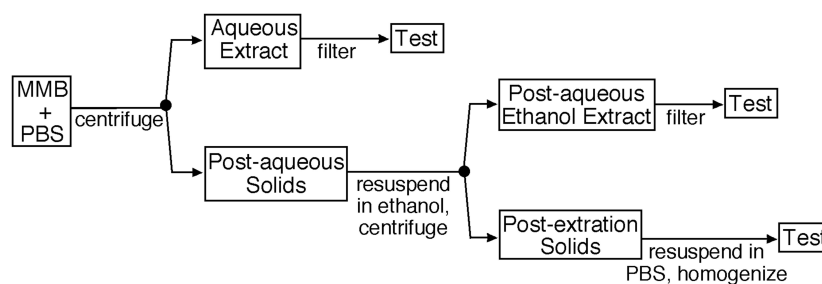 MMB
+
PBS
centrifuge
Aqueous
Extract
filter
Test
Post-aqueous
Solids
resuspend
in ethanol,
centrifuge
Post-aqueous
Ethanol Extract
filter
Test
Post-extration
Solids
resuspend in
PBS, homogenize
Test